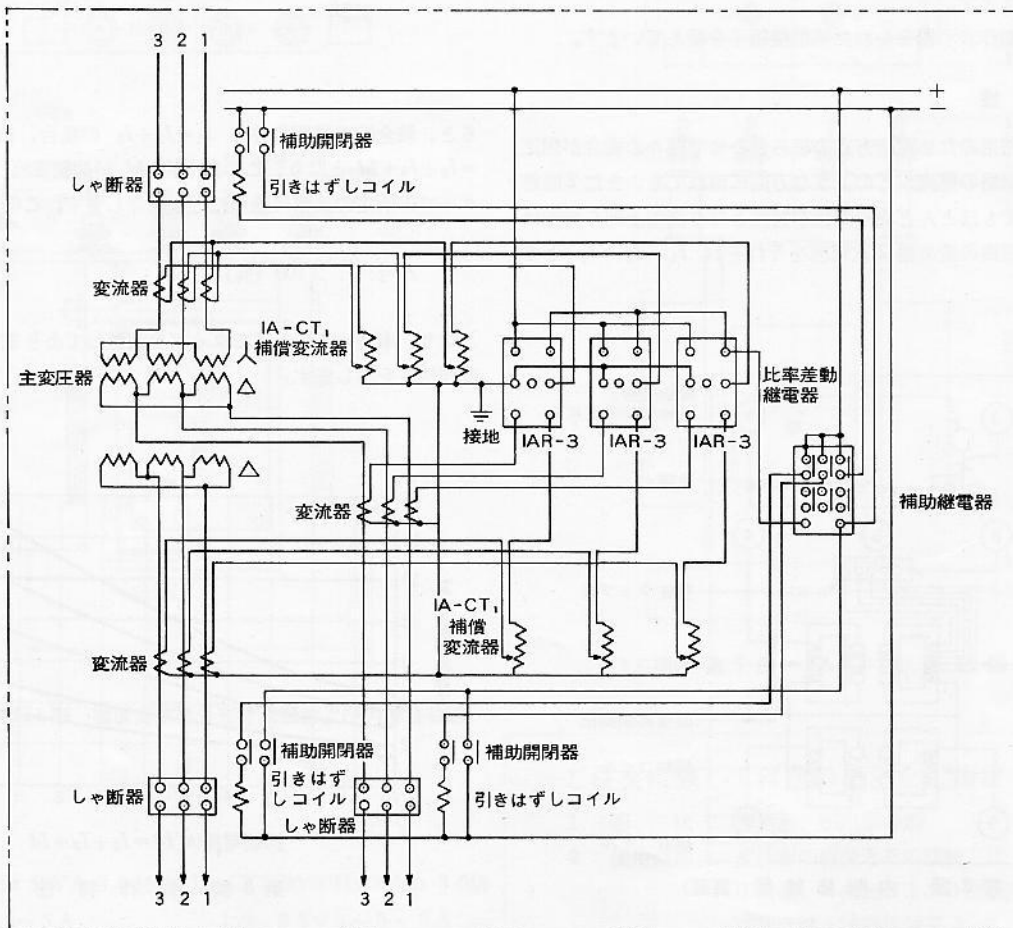 3 2 1
+
−
補助開閉器
しゃ断器
引きはずしコイル
変流器
IA-CT₁
補償変流器
主変圧器
比率差動
継電器
接地
IAR-3
IAR-3
IAR-3
変流器
補助継電器
IA-CT₁
補償
変流器
変流器
補助開閉器
補助開閉器
しゃ断器
引きはず
しコイル
引きはずしコイル
しゃ断器
3 2 1
3 2 1